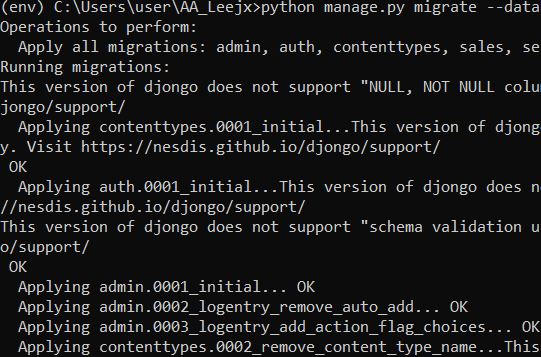 (env) C:\Users\user\AA_Leejx>python manage.py migrate --data
Operations to perform:
  Apply all migrations: admin, auth, contenttypes, sales, se
Running migrations:
This version of djongo does not support "NULL, NOT NULL colu
jongo/support/
  Applying contenttypes.0001_initial...This version of djong
y. Visit https://nesdis.github.io/djongo/support/
 OK
  Applying auth.0001_initial...This version of djongo does n
//nesdis.github.io/djongo/support/
This version of djongo does not support "schema validation u
o/support/
 OK
  Applying admin.0001_initial... OK
  Applying admin.0002_logentry_remove_auto_add... OK
  Applying admin.0003_logentry_add_action_flag_choices... OK
  Applying contenttypes.0002_remove_content_type_name...This